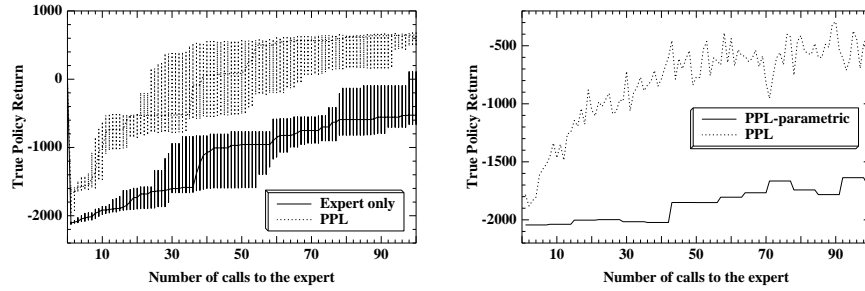 1000
0
-1000
-2000
True Policy Return
10
30
50
70
90
Number of calls to the expert
Expert only
PPL
-500
-1000
-1500
-2000
True Policy Return
10
30
50
70
90
Number of calls to the expert
PPL-parametric
PPL